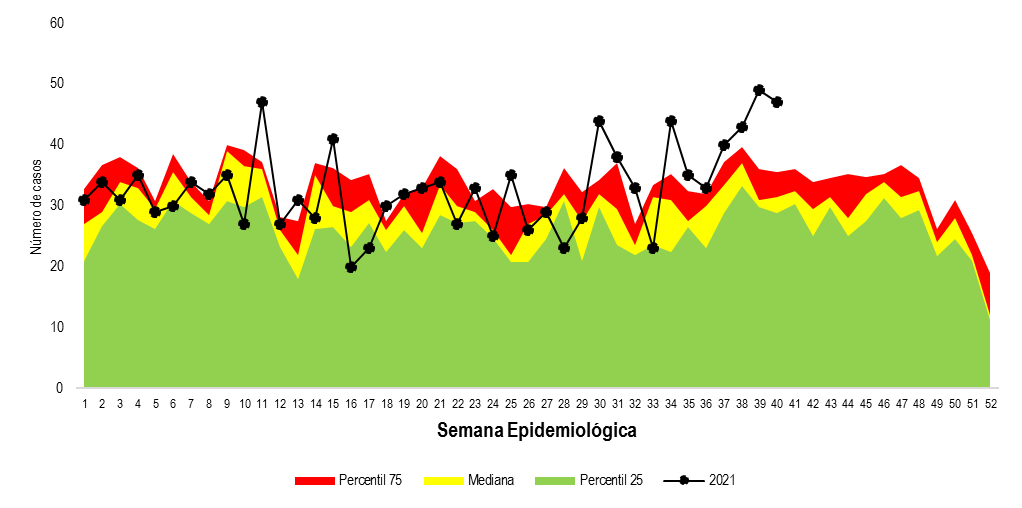 60
50
40
30
20
10
0
Número de casos
1 2 3 4 5 6 7 8 9 10 11 12 13 14 15 16 17 18 19 20 21 22 23 24 25 26 27 28 29 30 31 32 33 34 35 36 37 38 39 40 41 42 43 44 45 46 47 48 49 50 51 52
Semana Epidemiológica
Percentil 75 Mediana Percentil 25 2021